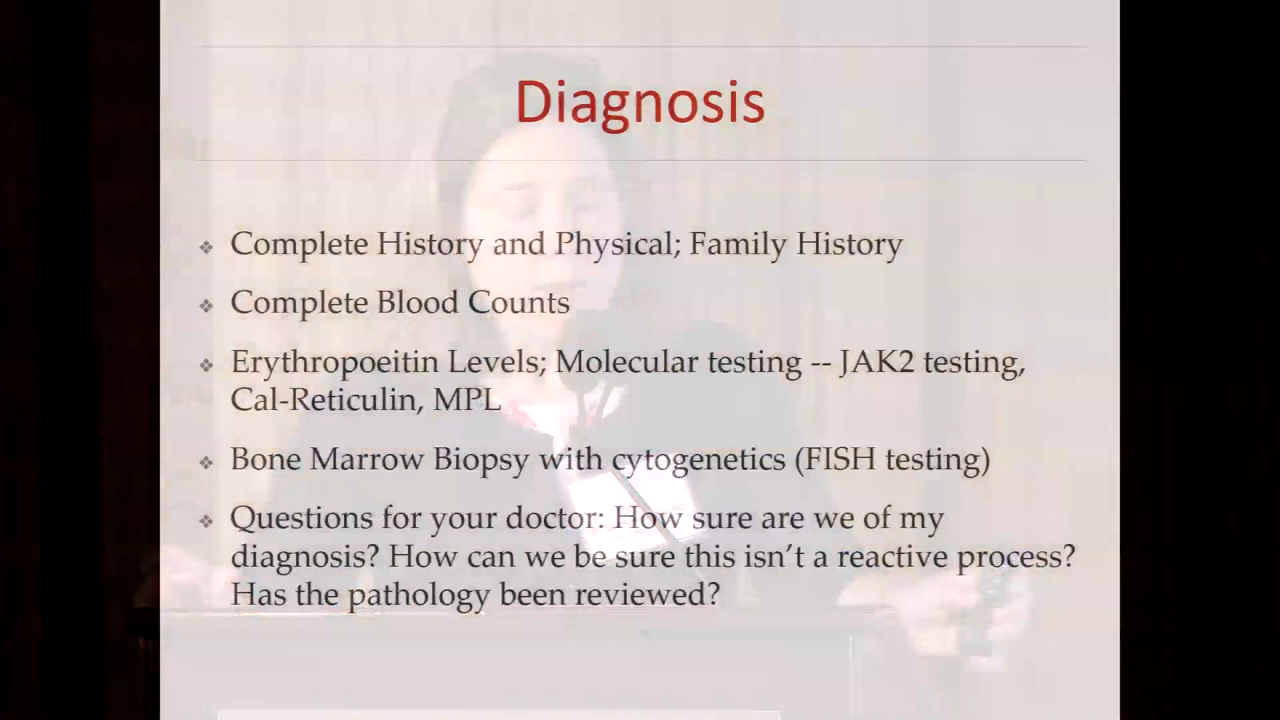 Diagnosis
Complete History and Physical; Family History
Complete Blood Counts
Erythropoeitin Levels; Molecular testing -- JAK2 testing,
Cal-Reticulin, MPL
Bone Marrow Biopsy with cytogenetics (FISH testing)
Questions for your doctor: How sure are we of my
diagnosis? How can we be sure this isn't a reactive process?
Has the pathology been reviewed?